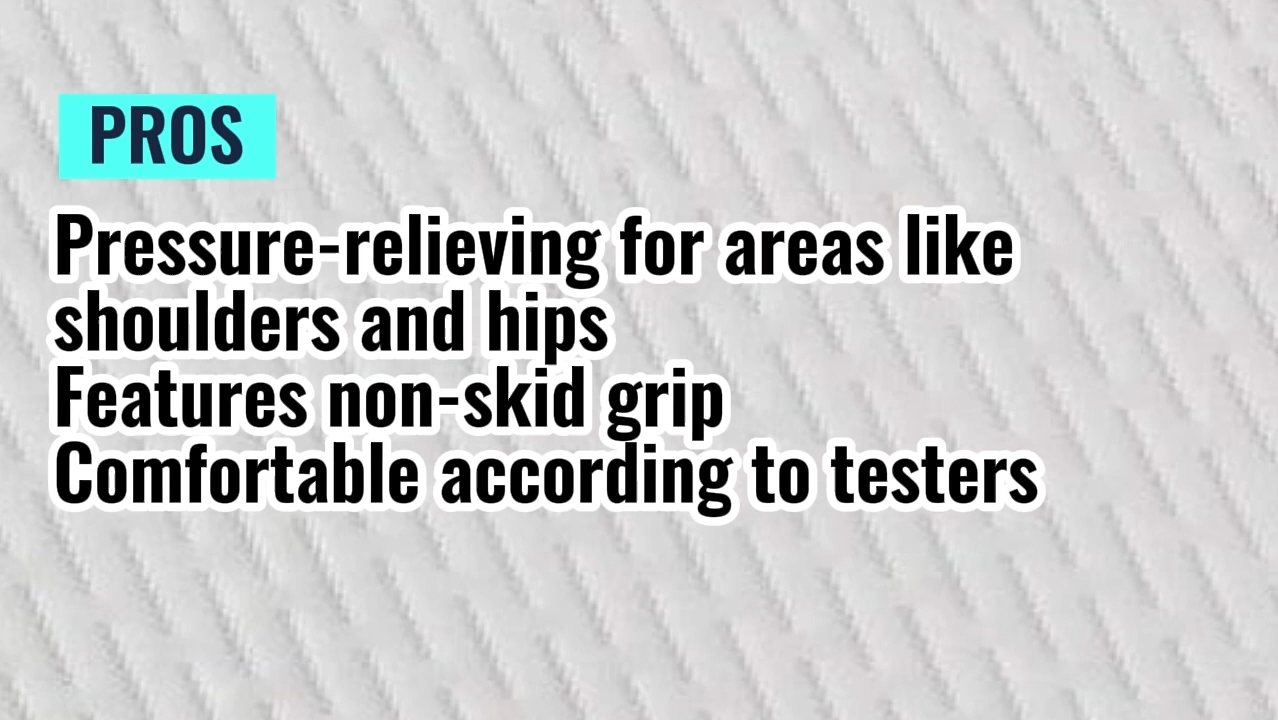 PROS
Pressure-relieving for areas like
shoulders and hips
Features non-skid grip
Comfortable according to testers